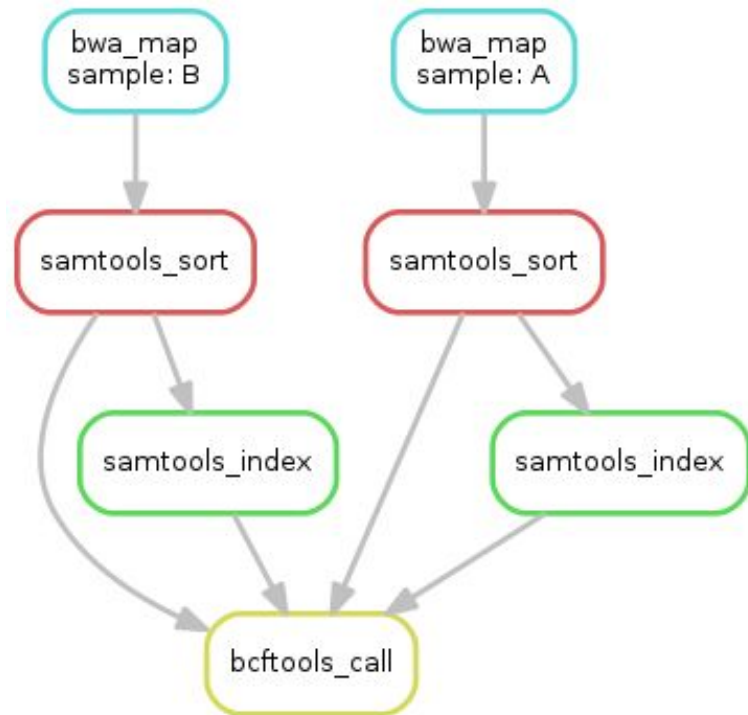 bwa_map
sample: B
bwa_map
sample: A
samtools_sort
samtools_sort
samtools_index
samtools_index
bcftools_call